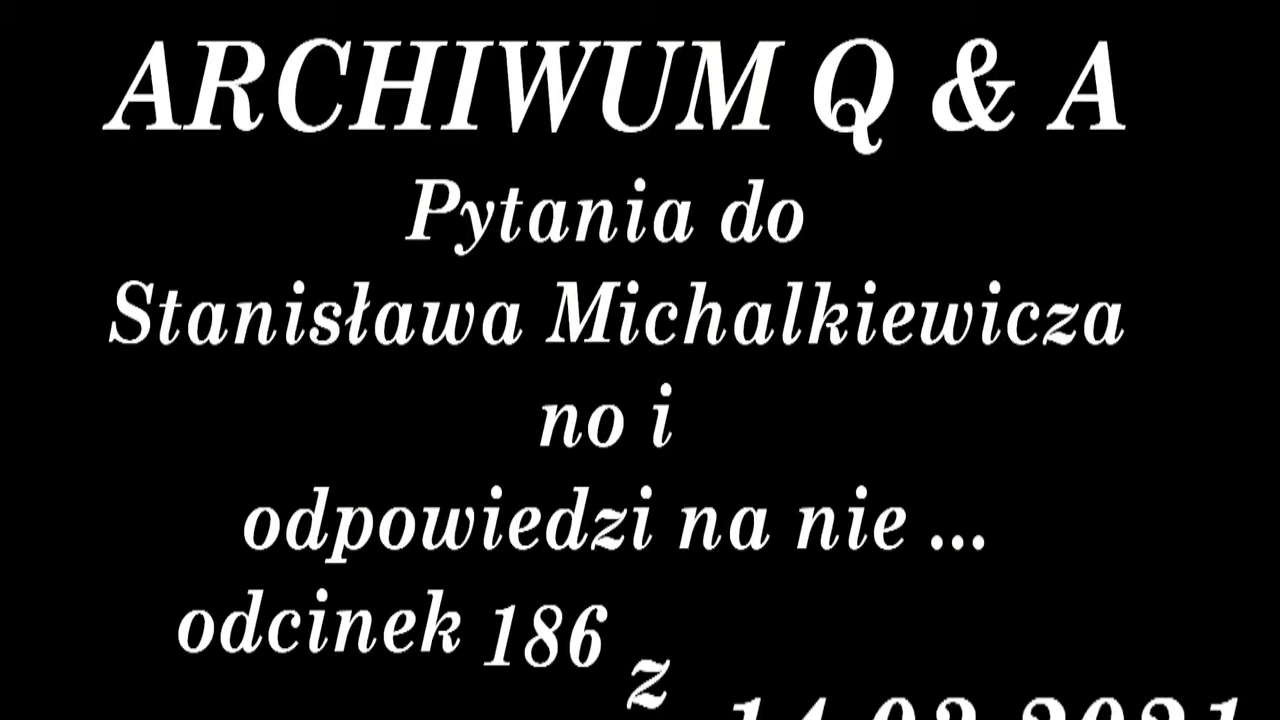 ARCHIWUM Q & A
Pytania do
Stanisława Michalkiewicza
no i
odpowiedzi na nie ...
odcinek 186
z